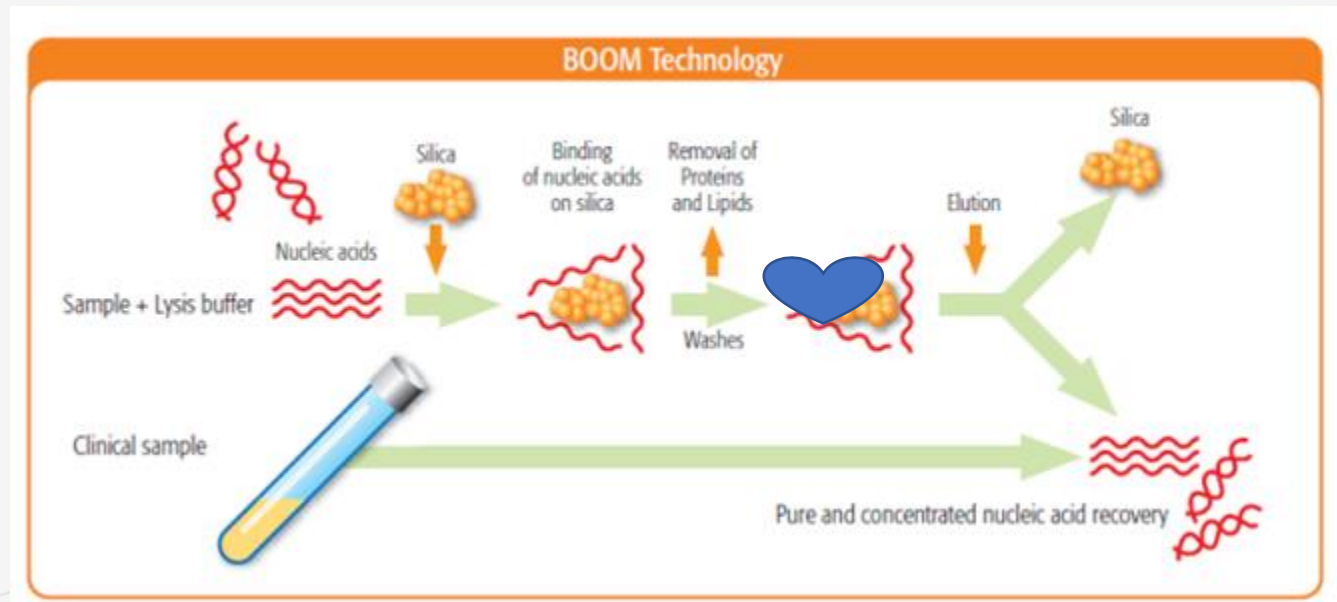 BOOM Technology
Silica
Silica
Binding
of nucleic acids
on silica
Removal of
Proteins
and Lipids
Elution
Nucleic acids
Sample + Lysis buffer
Washes
Clinical sample
Pure and concentrated nucleic acid recovery